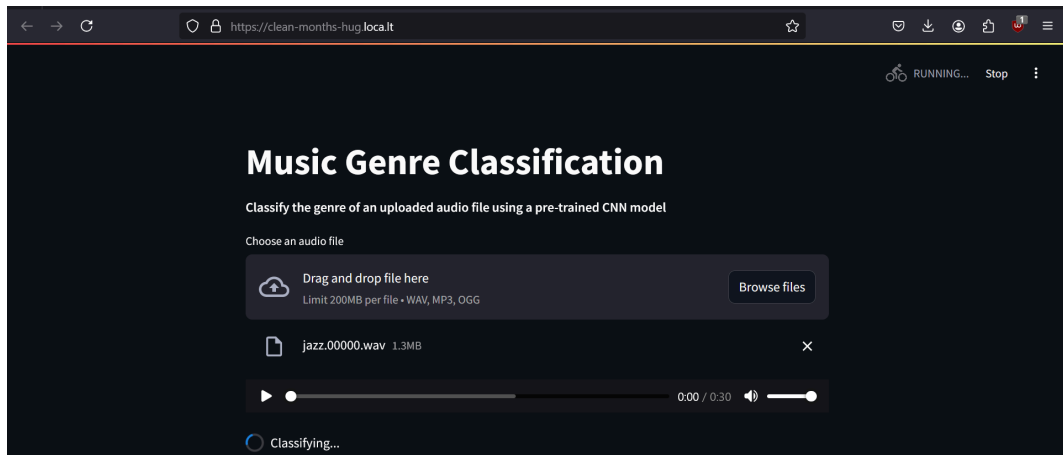 https://clean-months-hug.loca.lt
1
RUNNING... Stop
Music Genre Classification
Classify the genre of an uploaded audio file using a pre-trained CNN model
Choose an audio file
Drag and drop file here
Limit 200MB per file • WAV, MP3, OGG
Browse files
jazz.00000.wav 1.3MB
0:00 / 0:30
Classifying...